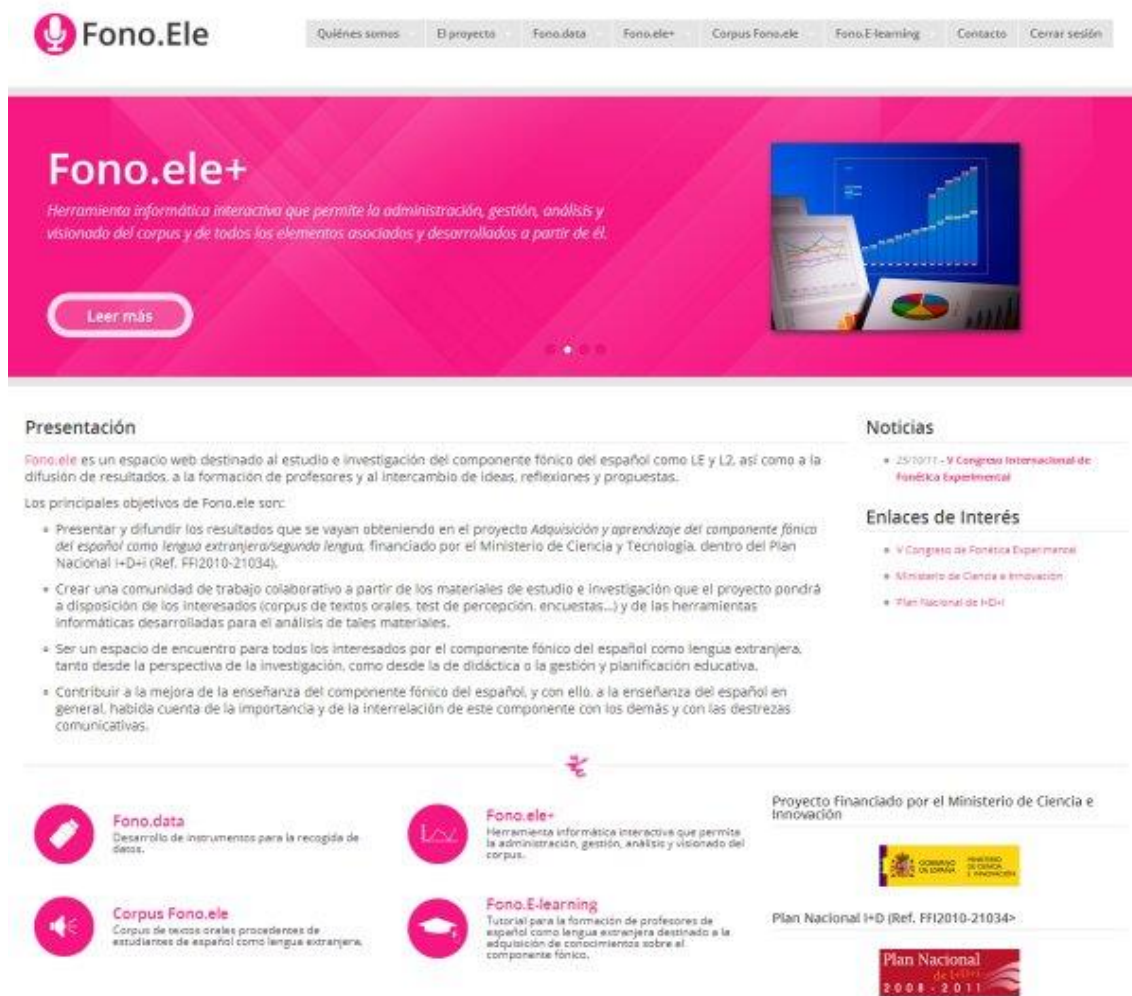 Fono.Ele
Quiénes somos El proyecto Fono.data Fono.ele+ Corpus Fono.ele Fono.E-learning Contacto Cerrar sesión
Fono.ele+
Herramienta informática interactiva que permite la administración, gestión, análisis y
visionado del corpus y de todos los elementos asociados y desarrollados a partir de él.
Leer más
Presentación
Fono.ele es un espacio web destinado al estudio e investigación del componente fónico del español como LE y L2, así como a la
difusión de resultados, a la formación de profesores y al intercambio de ideas, reflexiones y propuestas.
Los principales objetivos de Fono.ele son:
Presentar y difundir los resultados que se vayan obteniendo en el proyecto Adquisición y aprendizaje del componente fónico
del español como lengua extranjera/segunda lengua, financiado por el Ministerio de Ciencia y Tecnología, dentro del Plan
Nacional I+D+i (Ref. FFI2010-21034).
Crear una comunidad de trabajo colaborativo a partir de los materiales de estudio e investigación que el proyecto pondrá
a disposición de los interesados (corpus de textos orales, test de percepción, encuestas...) y de las herramientas
informáticas desarrolladas para el análisis de tales materiales.
Ser un espacio de encuentro para todos los interesados por el componente fónico del español como lengua extranjera,
tanto desde la perspectiva de la investigación, como desde la de didáctica o la gestión y planificación educativa.
Contribuir a la mejora de la enseñanza del componente fónico del español, y con ello, a la enseñanza del español en
general, habida cuenta de la importancia y de la interrelación de este componente con los demás y con las destrezas
comunicativas.
Noticias
25/10/11 - V Congreso Internacional de
Fonética Experimental
Enlaces de Interés
V Congreso de Fonética Experimental
Ministerio de Ciencia e Innovación
Plan Nacional de I+D+i
Fono.data
Desarrollo de instrumentos para la recogida de
datos.
Fono.ele+
Herramienta informática interactiva que permite
la administración, gestión, análisis y visionado del
corpus.
Corpus Fono.ele
Corpus de textos orales procedentes de
estudiantes de español como lengua extranjera.
Fono.E-learning
Tutorial para la formación de profesores de
español como lengua extranjera destinado a la
adquisición de conocimientos sobre el
componente fónico.
Proyecto Financiado por el Ministerio de Ciencia e
Innovación
GOBIERNO DE ESPAÑA
MINISTERIO DE CIENCIA E INNOVACIÓN
Plan Nacional I+D (Ref. FFI2010-21034>
Plan Nacional
de I+D+i
2008 - 2011